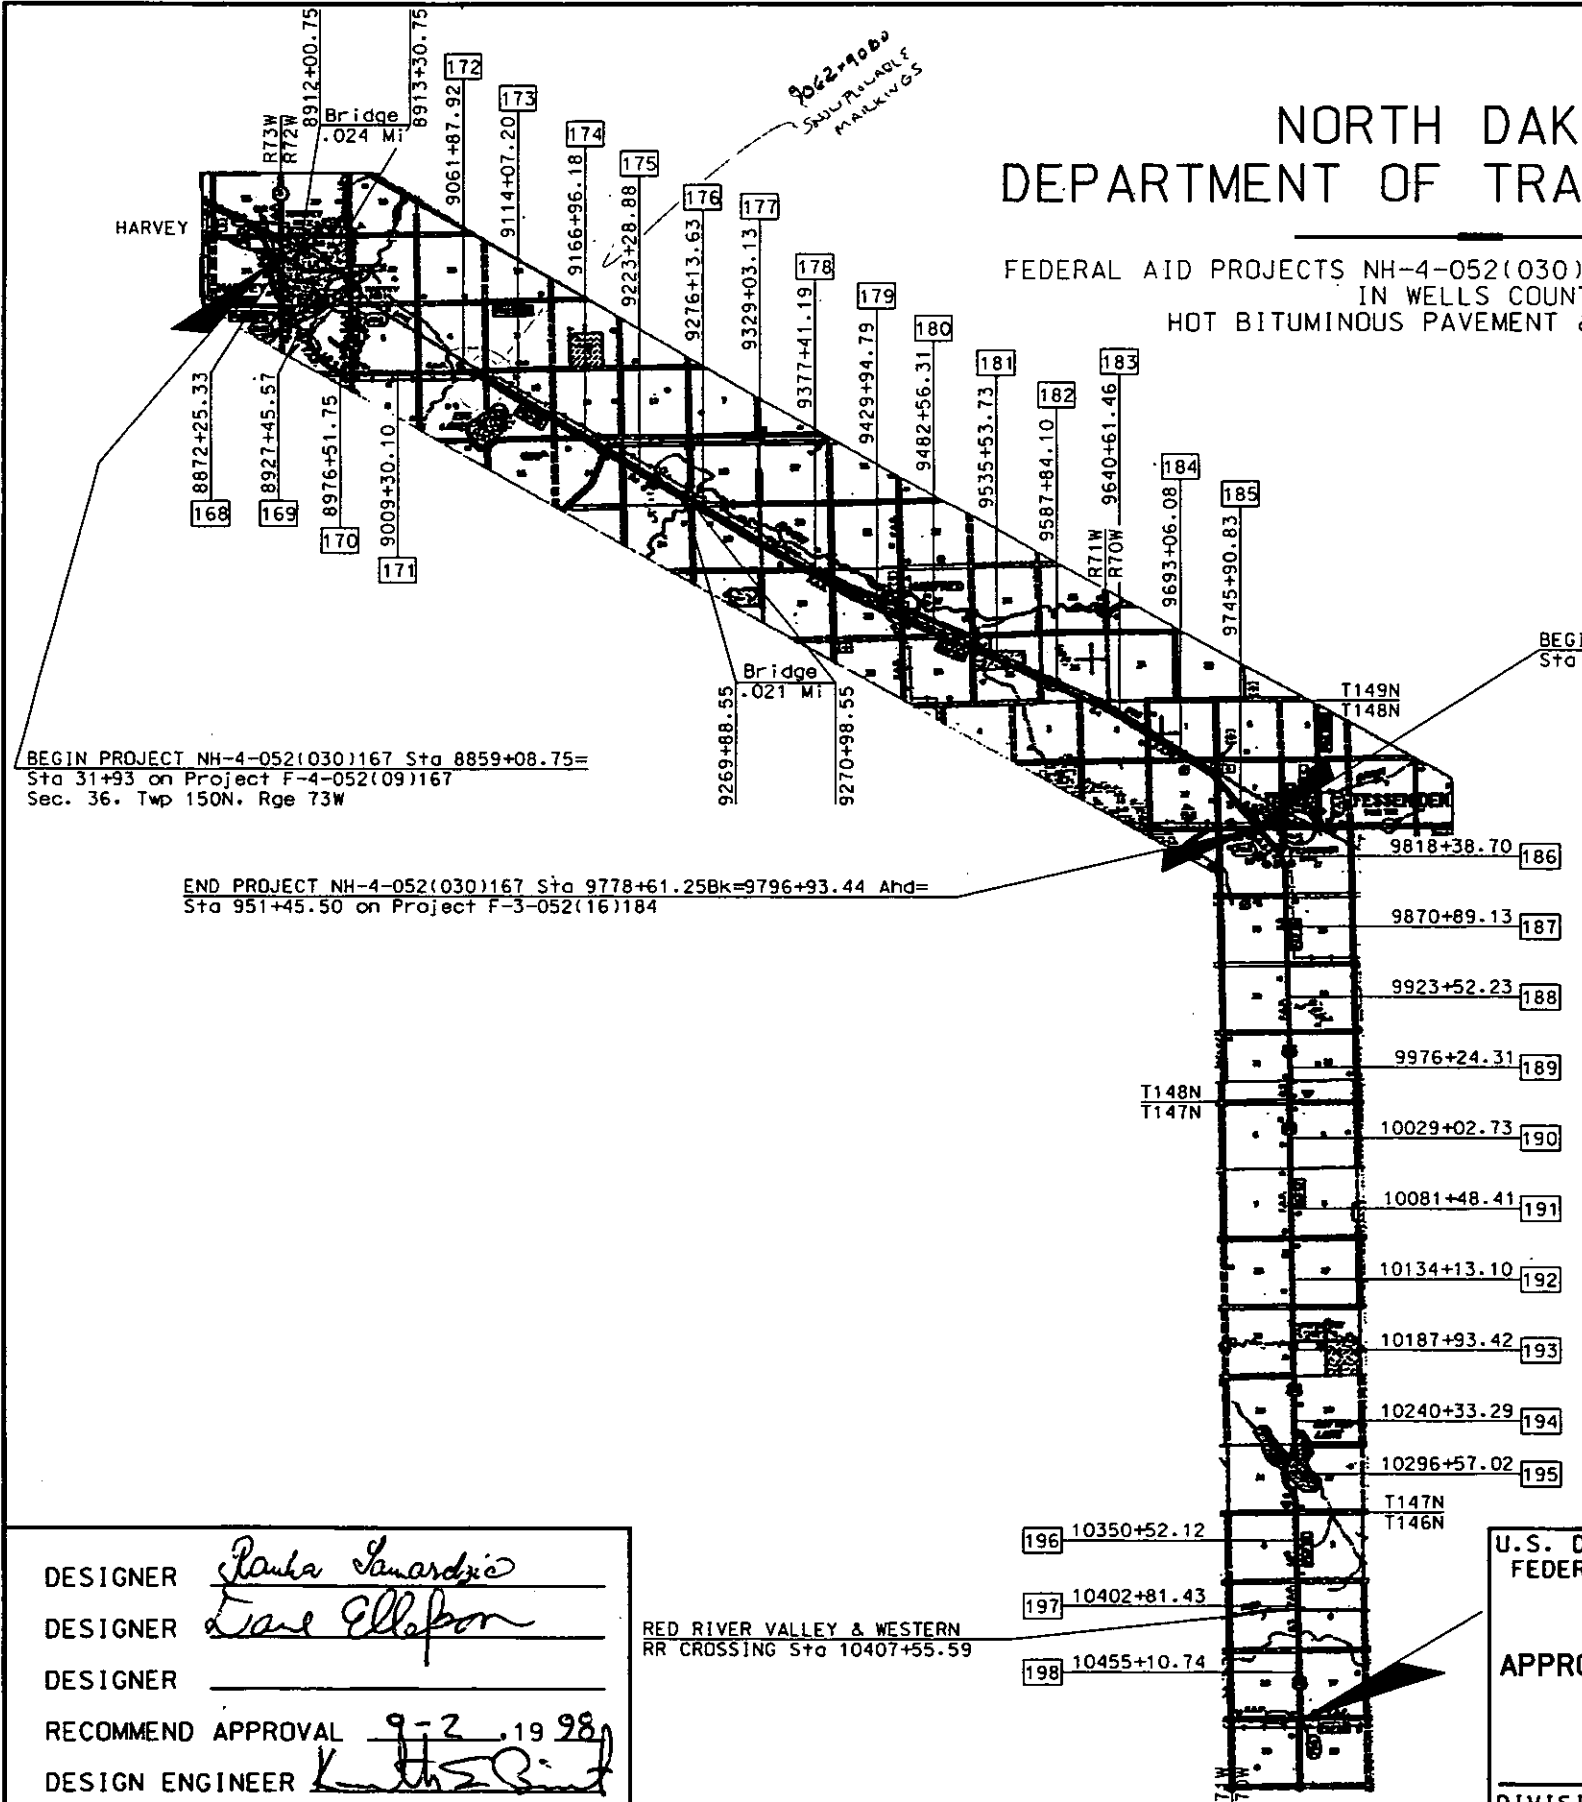 8912+00.75
8913+30.75
Bridge
.024 Mi
R73W
R72W
172
9061+87.92
173
9114+07.20
174
9166+96.18
175
9223+28.88
176
9276+13.63
177
9329+03.13
178
9377+41.19
179
9429+94.79
180
9482+56.31
181
9535+53.73
182
9587+84.10
183
9640+61.46
R71W
R70W
184
9693+06.08
185
9745+90.83
SNOWPLOWABLE
MARKINGS
NORTH DAK
DEPARTMENT OF TRA
FEDERAL AID PROJECTS NH-4-052(030)
IN WELLS COUNT
HOT BITUMINOUS PAVEMENT
HARVEY
8872+25.33
168
8927+45.57
169
8976+51.75
170
9009+30.10
171
Bridge
.021 Mi
9269+88.55
9270+98.55
BEGI
Sta
T149N
T148N
BEGIN PROJECT NH-4-052(030)167 Sta 8859+08.75=
Sta 31+93 on Project F-4-052(09)167
Sec. 36. Twp 150N. Rge 73W
FESSENDEN
END PROJECT NH-4-052(030)167 Sta 9778+61.25Bk=9796+93.44 Ahd=
Sta 951+45.50 on Project F-3-052(16)184
9818+38.70 186
9870+89.13 187
9923+52.23 188
9976+24.31 189
T148N
T147N
10029+02.73 190
10081+48.41 191
10134+13.10 192
10187+93.42 193
10240+33.29 194
10296+57.02 195
T147N
T146N
196 10350+52.12
197 10402+81.43
RED RIVER VALLEY & WESTERN
RR CROSSING Sta 10407+55.59
198 10455+10.74
DESIGNER Ranka Samardzic
DESIGNER Dave Ellefson
DESIGNER
RECOMMEND APPROVAL 9-2 .19 98
DESIGN ENGINEER
U.S. D
FEDER
APPRO
DIVISI